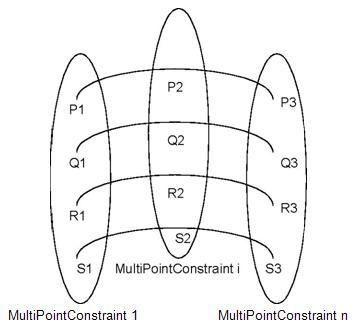 P1 P2 P3
Q1 Q2 Q3
R1 R2 R3
S1 S2 S3
MultiPointConstraint i
MultiPointConstraint 1 MultiPointConstraint n